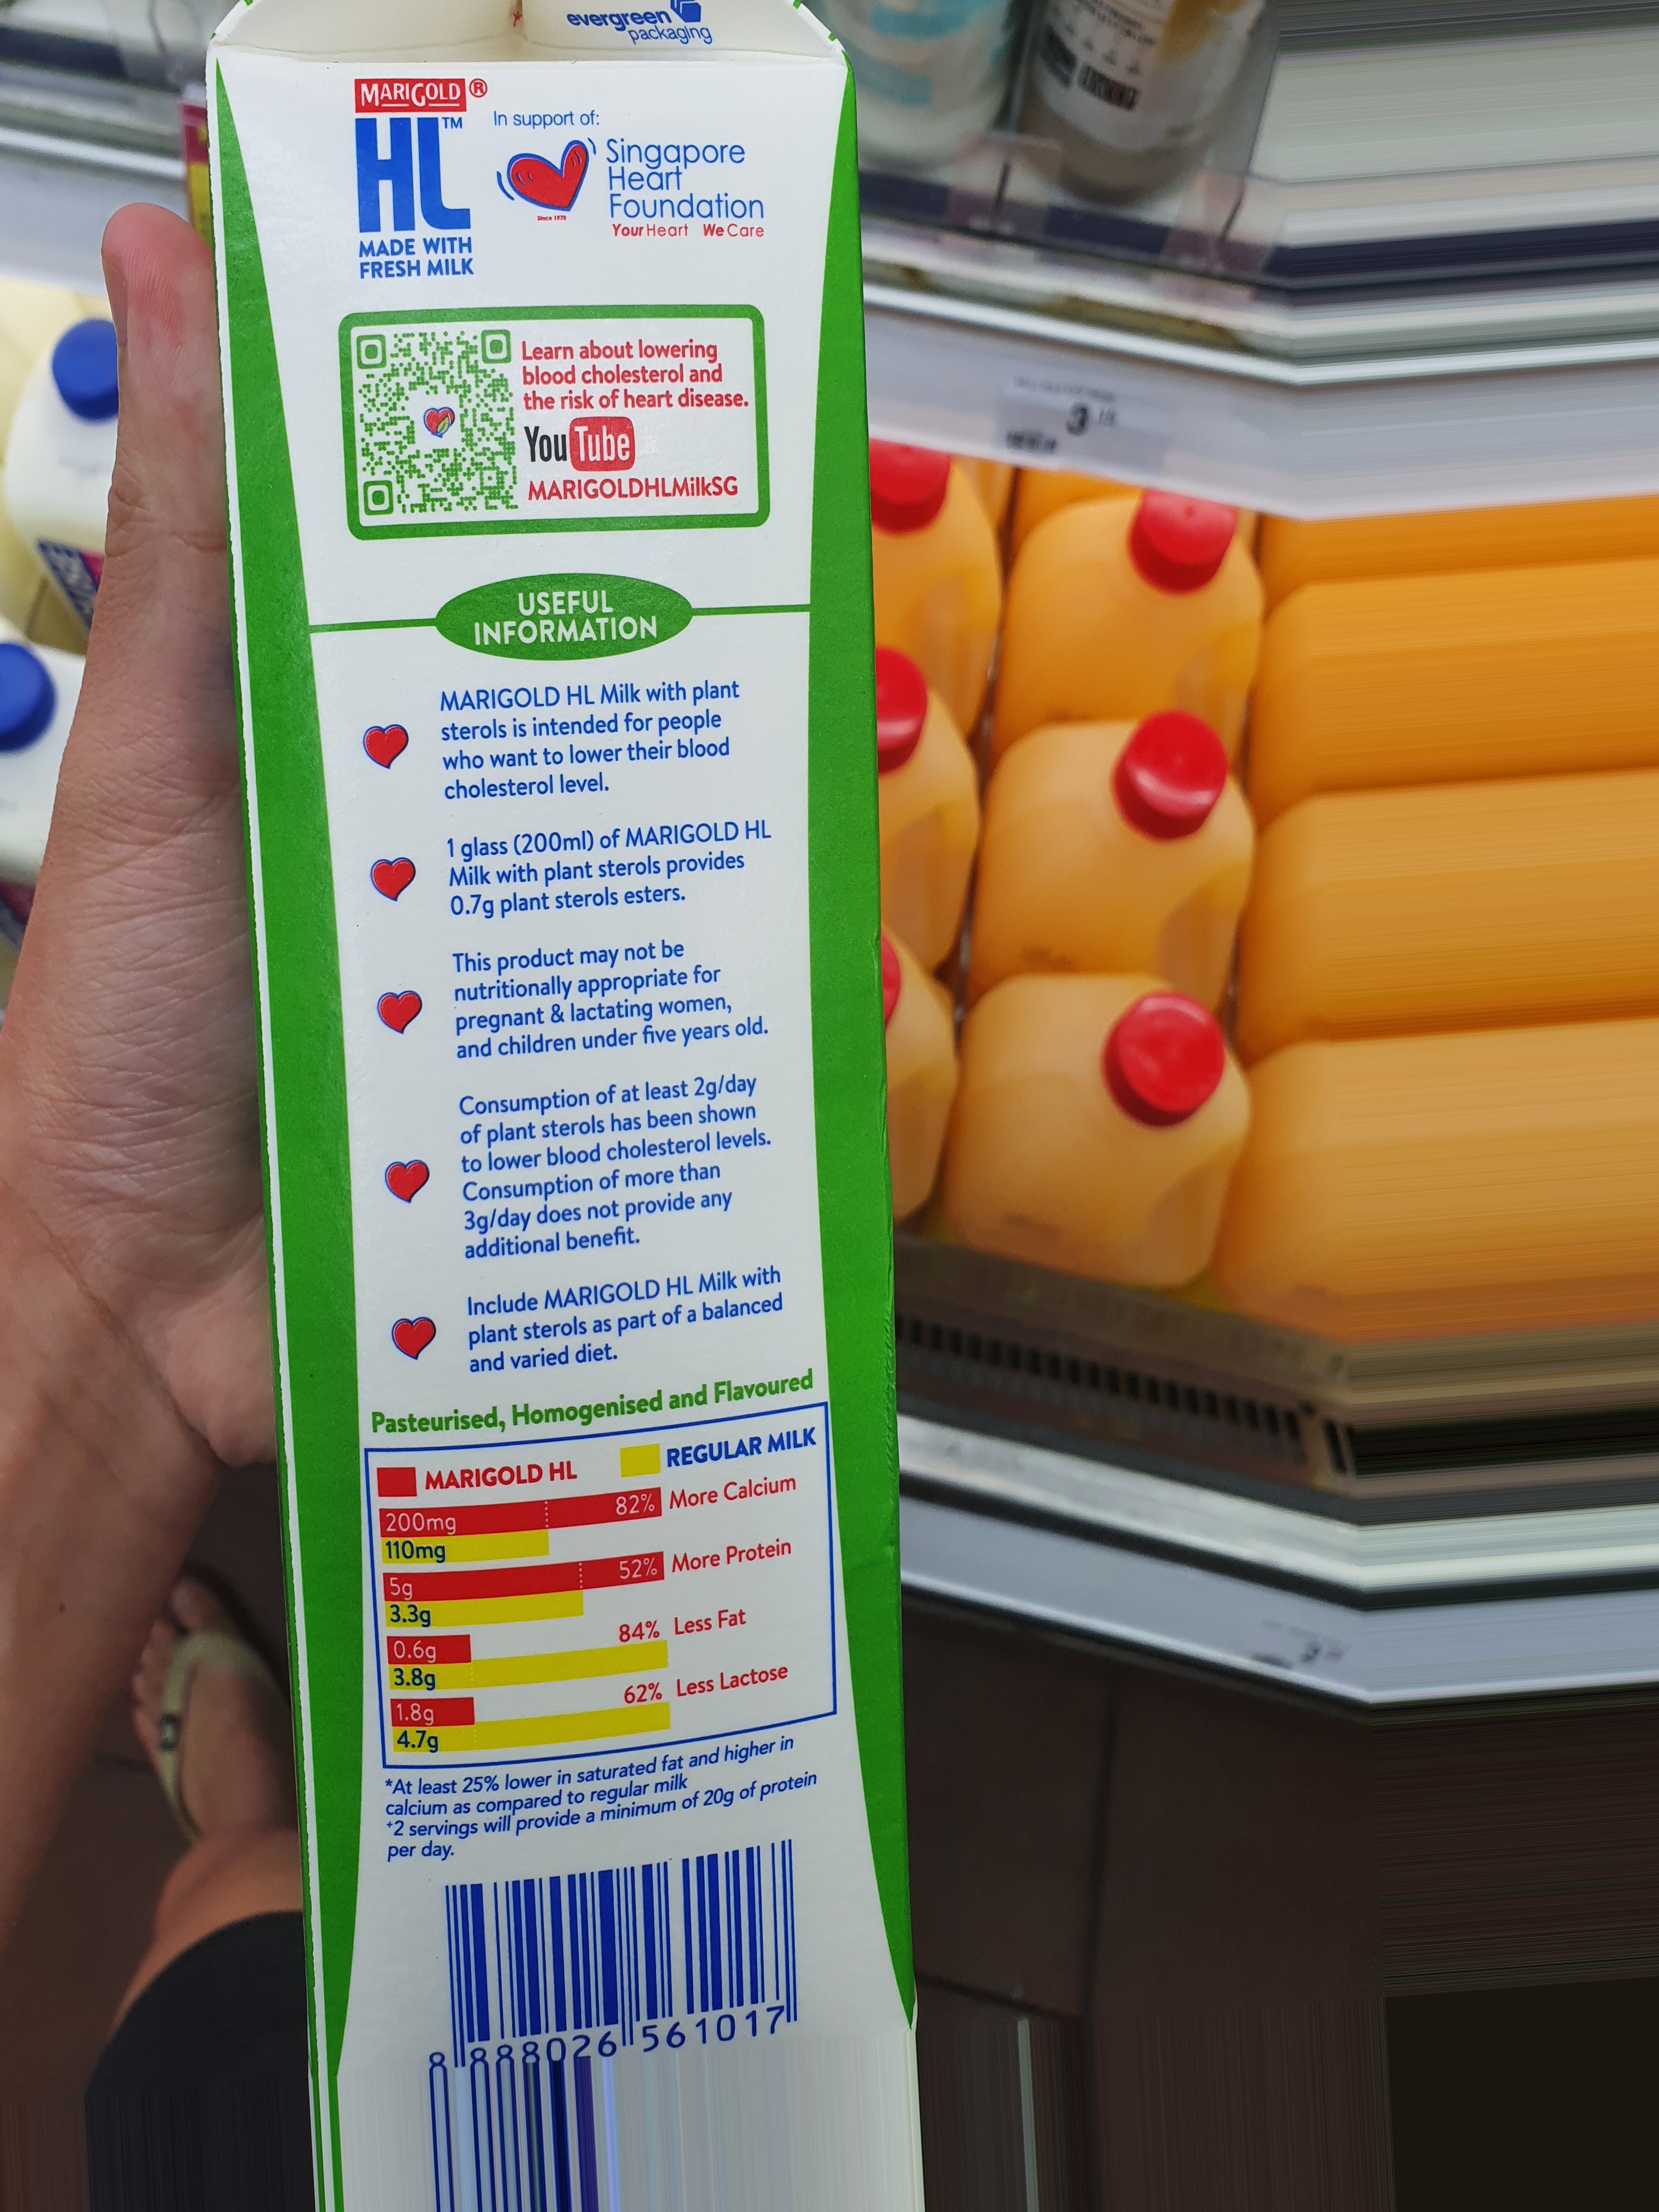 evergreen
packaging
MARIGOLD®
HL™
MADE WITH
FRESH MILK
In support of:
Singapore
Heart
Foundation
Since 1970
Your Heart We Care
Learn about lowering
blood cholesterol and
the risk of heart disease.
YouTube
MARIGOLDHLMilkSG
USEFUL
INFORMATION
MARIGOLD HL Milk with plant
sterols is intended for people
who want to lower their blood
cholesterol level.
1 glass (200ml) of MARIGOLD HL
Milk with plant sterols provides
0.7g plant sterols esters.
This product may not be
nutritionally appropriate for
pregnant & lactating women,
and children under five years old.
Consumption of at least 2g/day
of plant sterols has been shown
to lower blood cholesterol levels.
Consumption of more than
3g/day does not provide any
additional benefit.
Include MARIGOLD HL Milk with
plant sterols as part of a balanced
and varied diet.
Pasteurised, Homogenised and Flavoured
MARIGOLD HL REGULAR MILK
200mg 82% More Calcium
110mg
5g 52% More Protein
3.3g
0.6g 84% Less Fat
3.8g
1.8g 62% Less Lactose
4.7g
*At least 25% lower in saturated fat and higher in
calcium as compared to regular milk
+2 servings will provide a minimum of 20g of protein
per day.
8 888026 561017